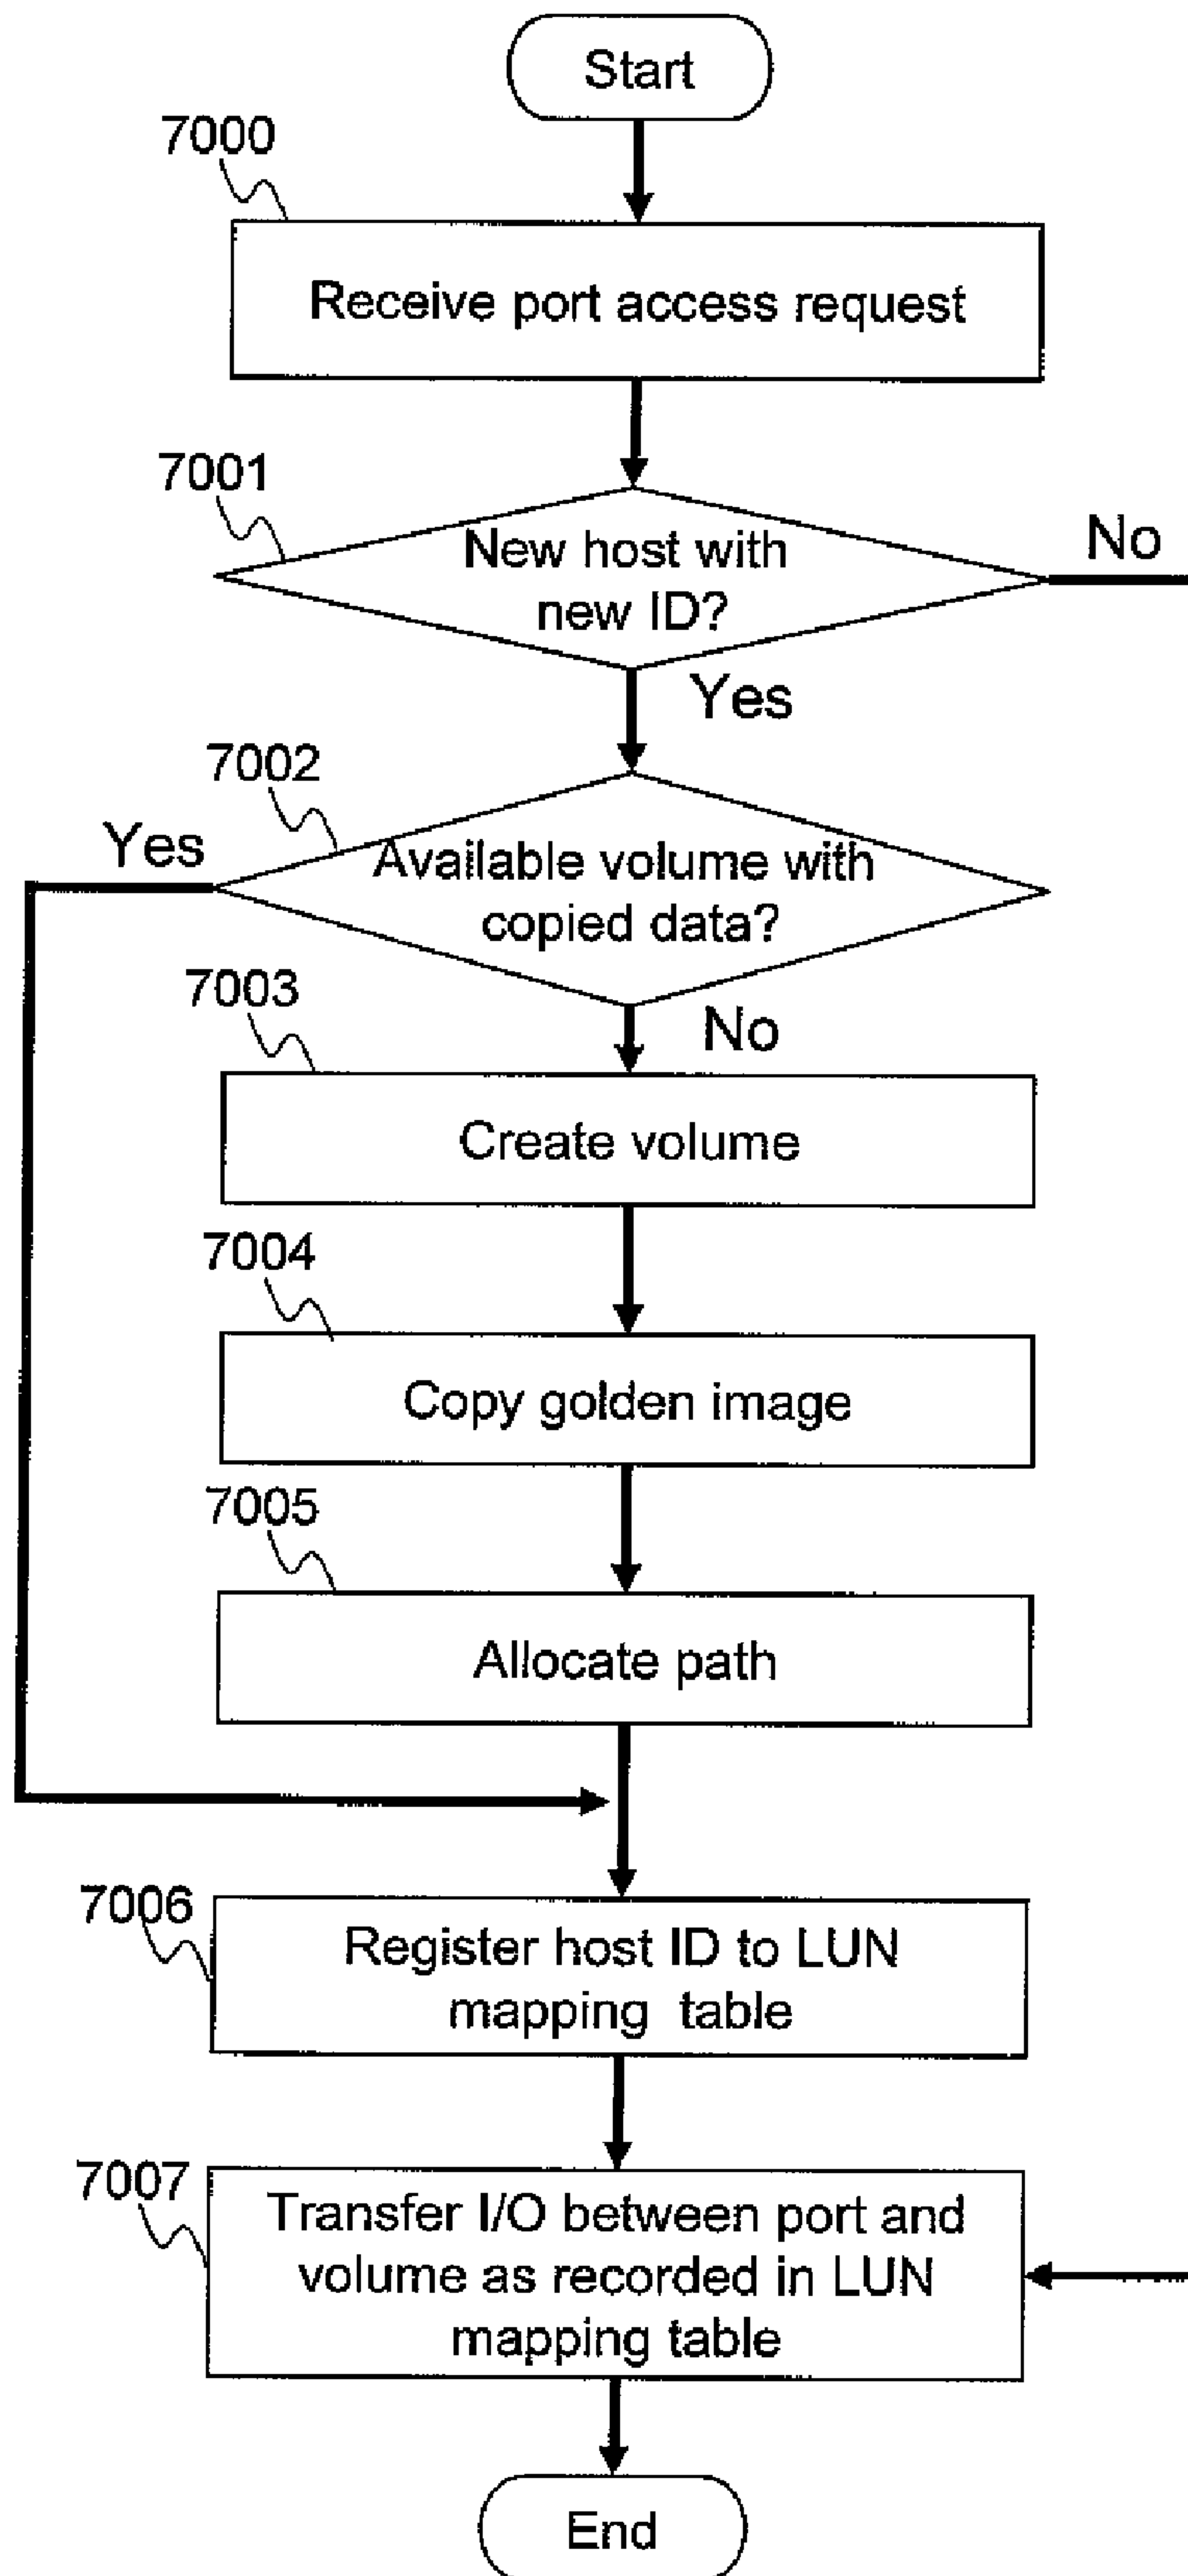 Start
7000
Receive port access request
7001
New host with
new ID?
No
Yes
7002
Yes
Available volume with
copied data?
7003
No
Create volume
7004
Copy golden image
7005
Allocate path
7006
Register host ID to LUN
mapping table
7007
Transfer I/O between port and
volume as recorded in LUN
mapping table
End